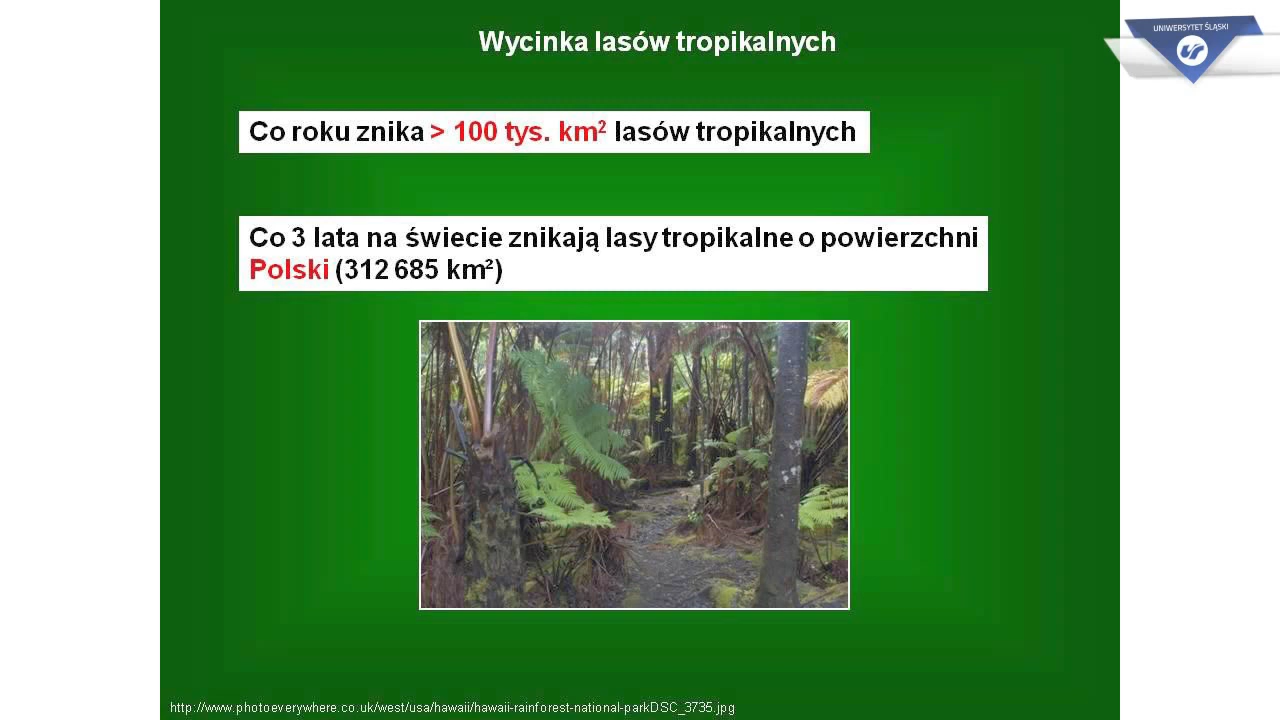 Wycinka lasów tropikalnych
UNIWERSYTET ŚLĄSKI
Co roku znika > 100 tys. km² lasów tropikalnych
Co 3 lata na świecie znikają lasy tropikalne o powierzchni
Polski (312 685 km²)
http://www.photoeverywhere.co.uk/west/usa/hawaii/hawaii-rainforest-national-parkDSC_3735.jpg